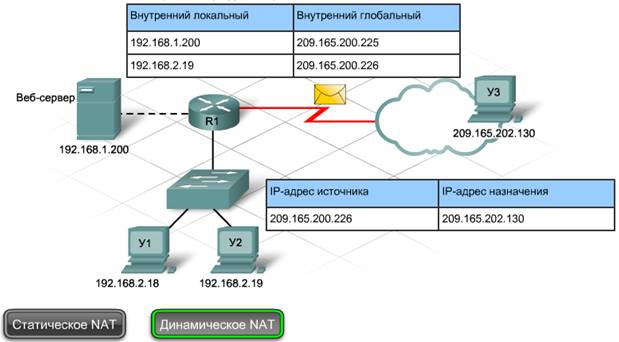 Внутренний локальный Внутренний глобальный
192.168.1.200 209.165.200.225
192.168.2.19 209.165.200.226
Веб-сервер
192.168.1.200
R1
У3
209.165.202.130
IP-адрес источника IP-адрес назначения
209.165.200.226 209.165.202.130
У1 У2
192.168.2.18 192.168.2.19
Статическое NAT Динамическое NAT